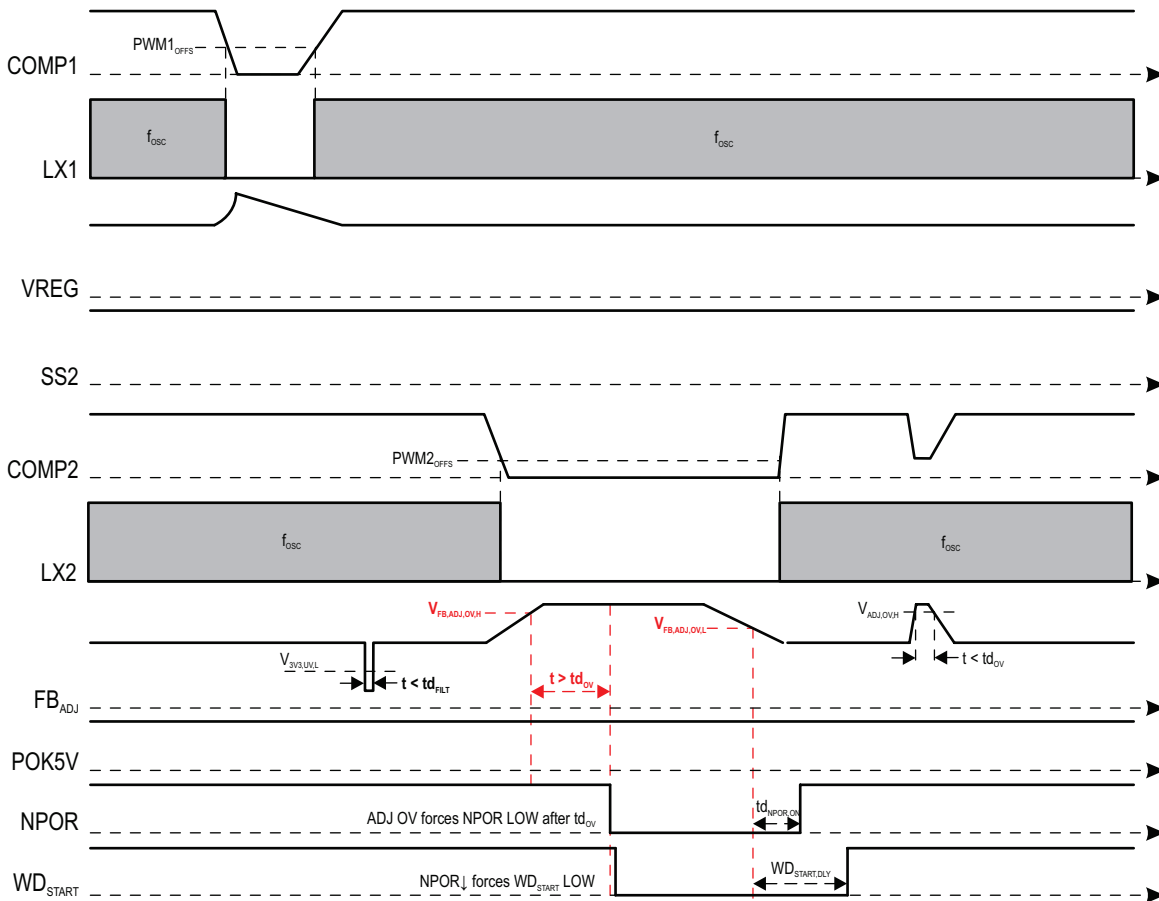 PWM1OFFS
COMP1
fOSC
fOSC
LX1
VREG
SS2
PWM2OFFS
COMP2
fOSC
fOSC
LX2
VFB,ADJ,OV,H
VFB,ADJ,OV,L
VADJ,OV,H
V3V3,UV,L
t < tdFILT
t > tdOV
t < tdOV
FBADJ
POK5V
NPOR
ADJ OV forces NPOR LOW after tdOV
tdNPOR,ON
WDSTART
NPOR↓ forces WDSTART LOW
WDSTART,DLY